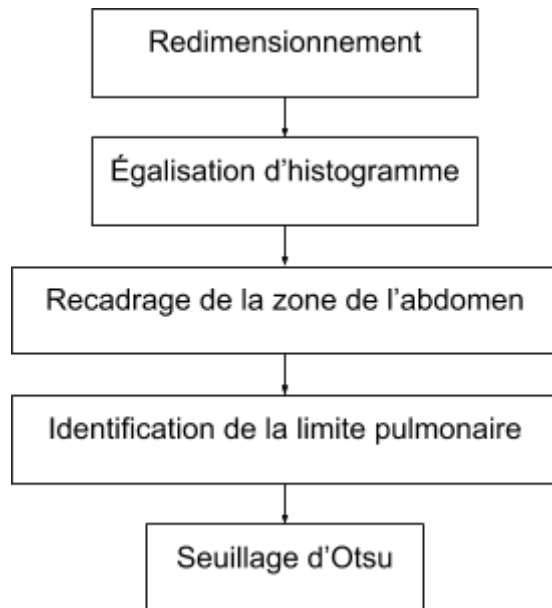 Redimensionnement
Égalisation d’histogramme
Recadrage de la zone de l’abdomen
Identification de la limite pulmonaire
Seuillage d’Otsu